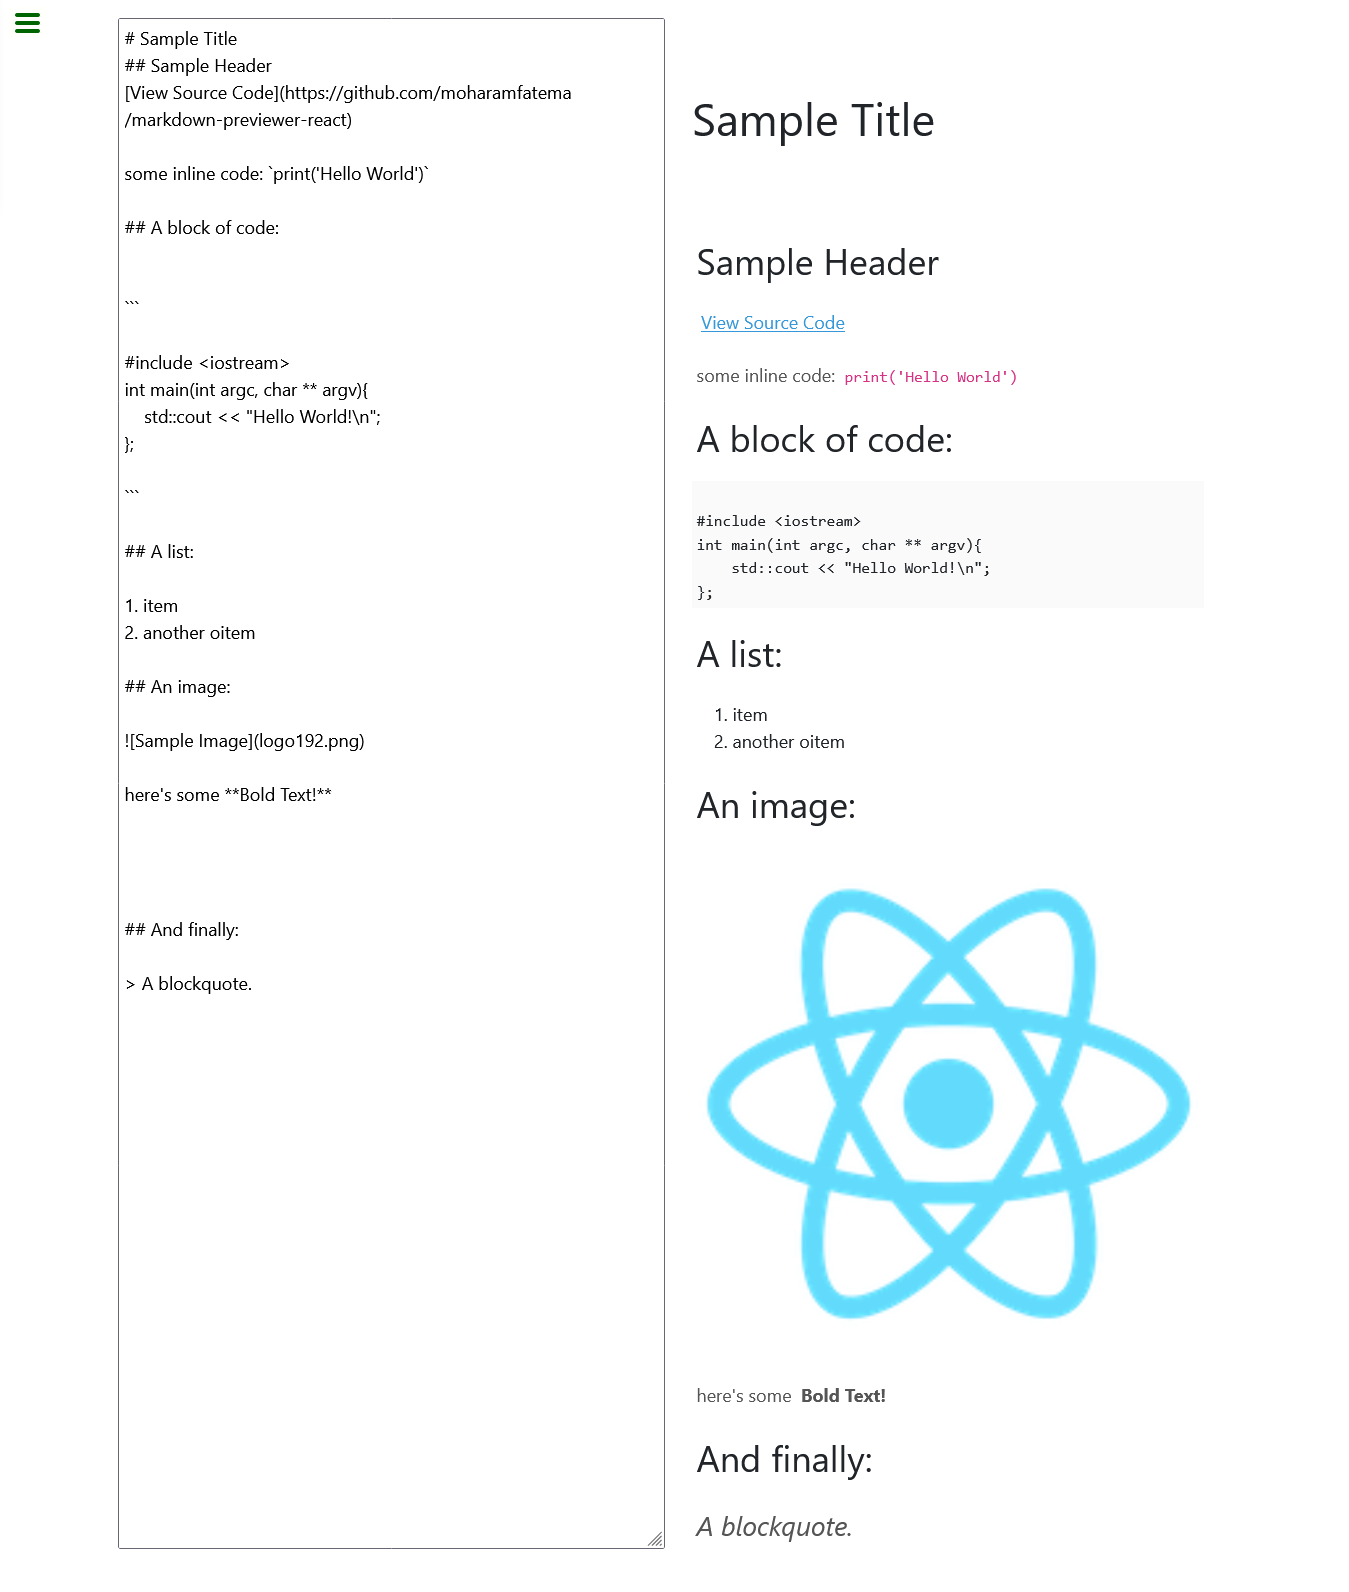 # Sample Title
## Sample Header
[View Source Code](https://github.com/moharamfatema
/markdown-previewer-react)
some inline code: `print('Hello World')`
## A block of code:
```
#include <iostream>
int main(int argc, char ** argv){
    std::cout << "Hello World!\n";
};
```
## A list:
1. item
2. another oitem
## An image:
![Sample Image](logo192.png)
here's some **Bold Text!**
## And finally:
> A blockquote.
Sample Title
Sample Header
View Source Code
some inline code: print('Hello World')
A block of code:
#include <iostream>
int main(int argc, char ** argv){
    std::cout << "Hello World!\n";
};
A list:
1. item
2. another oitem
An image:
here's some Bold Text!
And finally:
A blockquote.